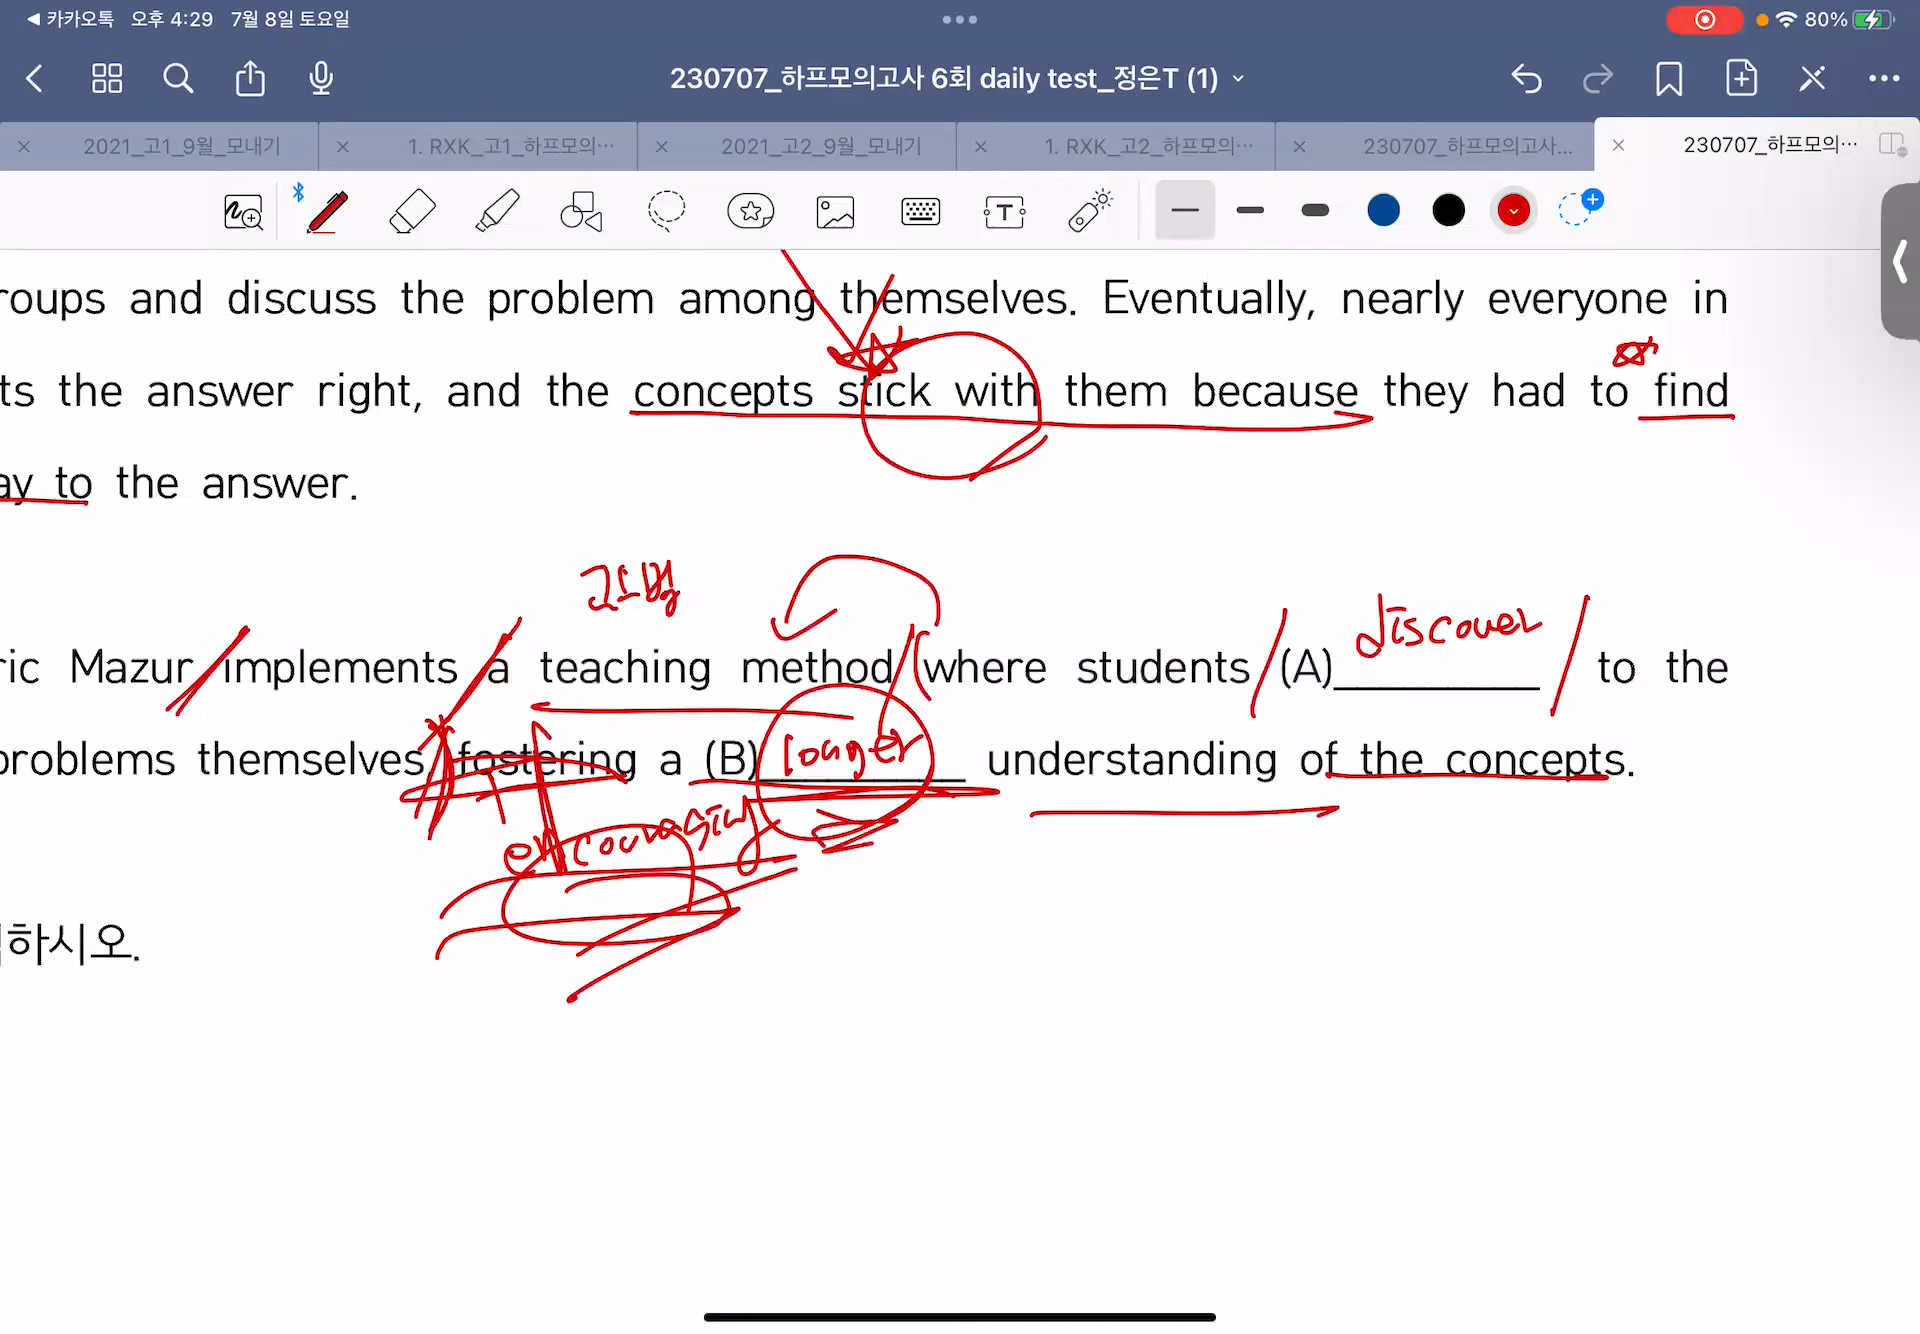 카카오톡 오후 4:29 7월 8일 토요일
80%
230707_하프모의고사 6회 daily test_정은T (1)
2021_고1_9월_모내기
1. RXK_고1_하프모의···
2021_고2_9월_모내기
1. RXK_고2_하프모의···
230707_하프모의고사...
230707_하프모의···
roups and discuss the problem among themselves. Eventually, nearly everyone in
ts the answer right, and the concepts stick with them because they had to find
ay to the answer.
교수법
ric Mazur implements a teaching method where students (A)__________ to the
discover
problems themselves, fostering a (B)__________ understanding of the concepts.
longer
encouraging
하시오.